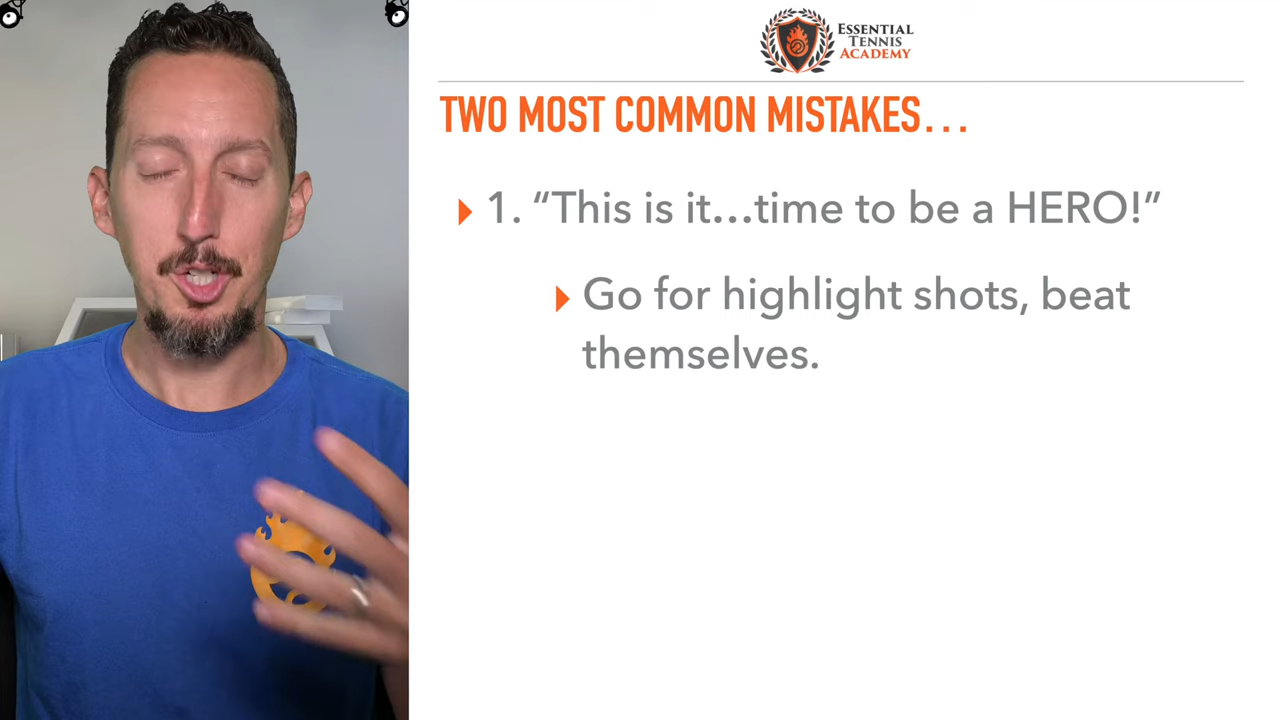 ESSENTIAL
TENNIS
ACADEMY
TWO MOST COMMON MISTAKES...
1. “This is it...time to be a HERO!”
Go for highlight shots, beat
themselves.